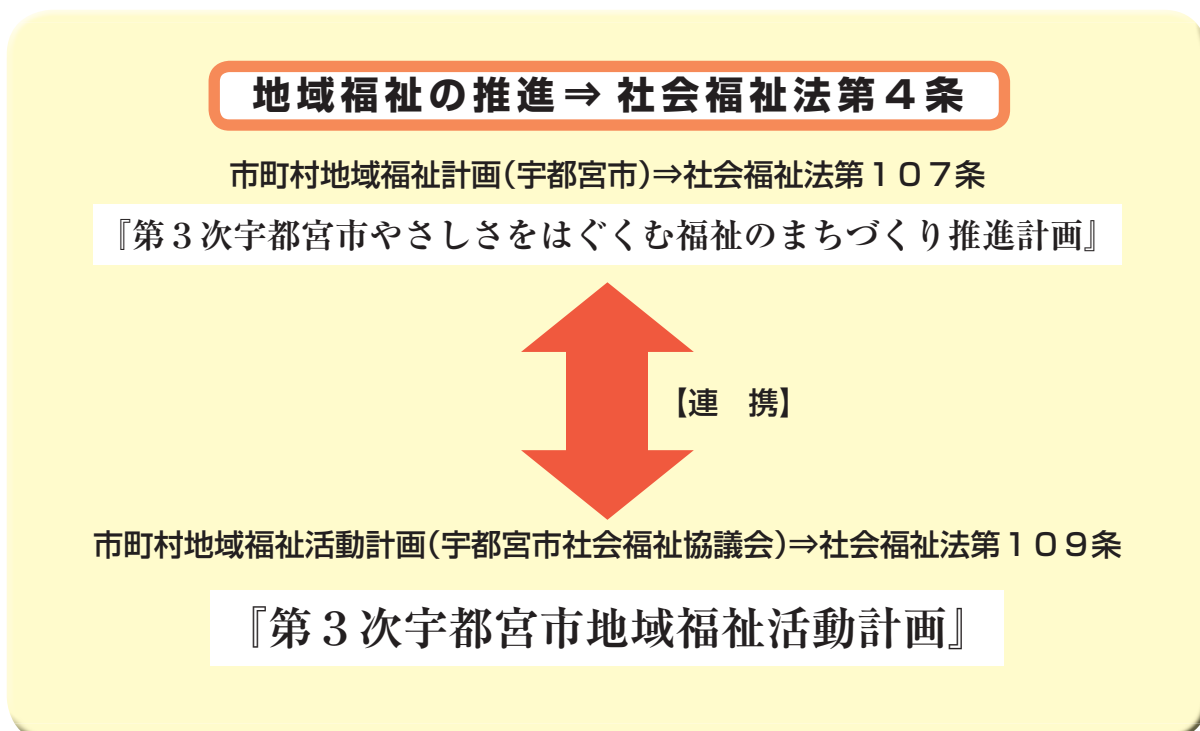 地域福祉の推進⇒社会福祉法第４条
市町村地域福祉計画（宇都宮市）⇒社会福祉法第１０７条
『第３次宇都宮市やさしさをはぐくむ福祉のまちづくり推進計画』
【連　携】
市町村地域福祉活動計画（宇都宮市社会福祉協議会）⇒社会福祉法第１０９条
『第３次宇都宮市地域福祉活動計画』